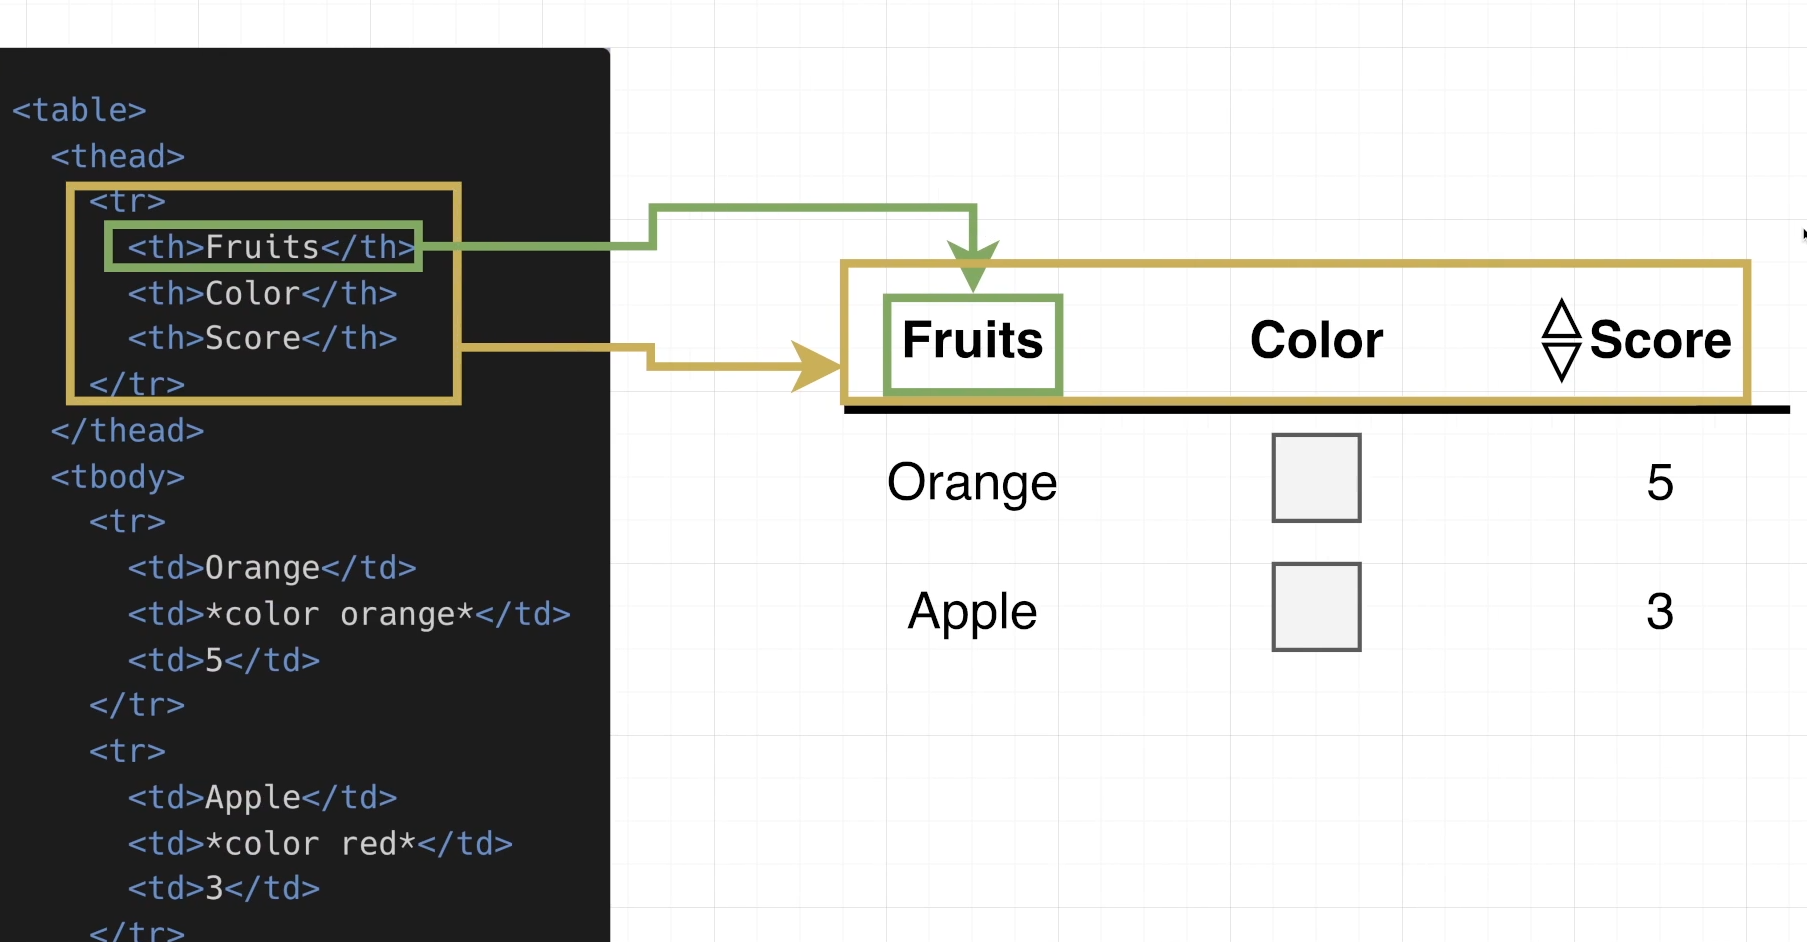 <table>
<thead>
<tr>
<th>Fruits</th>
<th>Color</th>
<th>Score</th>
</tr>
</thead>
<tbody>
<tr>
<td>Orange</td>
<td>*color orange*</td>
<td>5</td>
</tr>
<tr>
<td>Apple</td>
<td>*color red*</td>
<td>3</td>
</tr>
Fruits Color Score
Orange 5
Apple 3